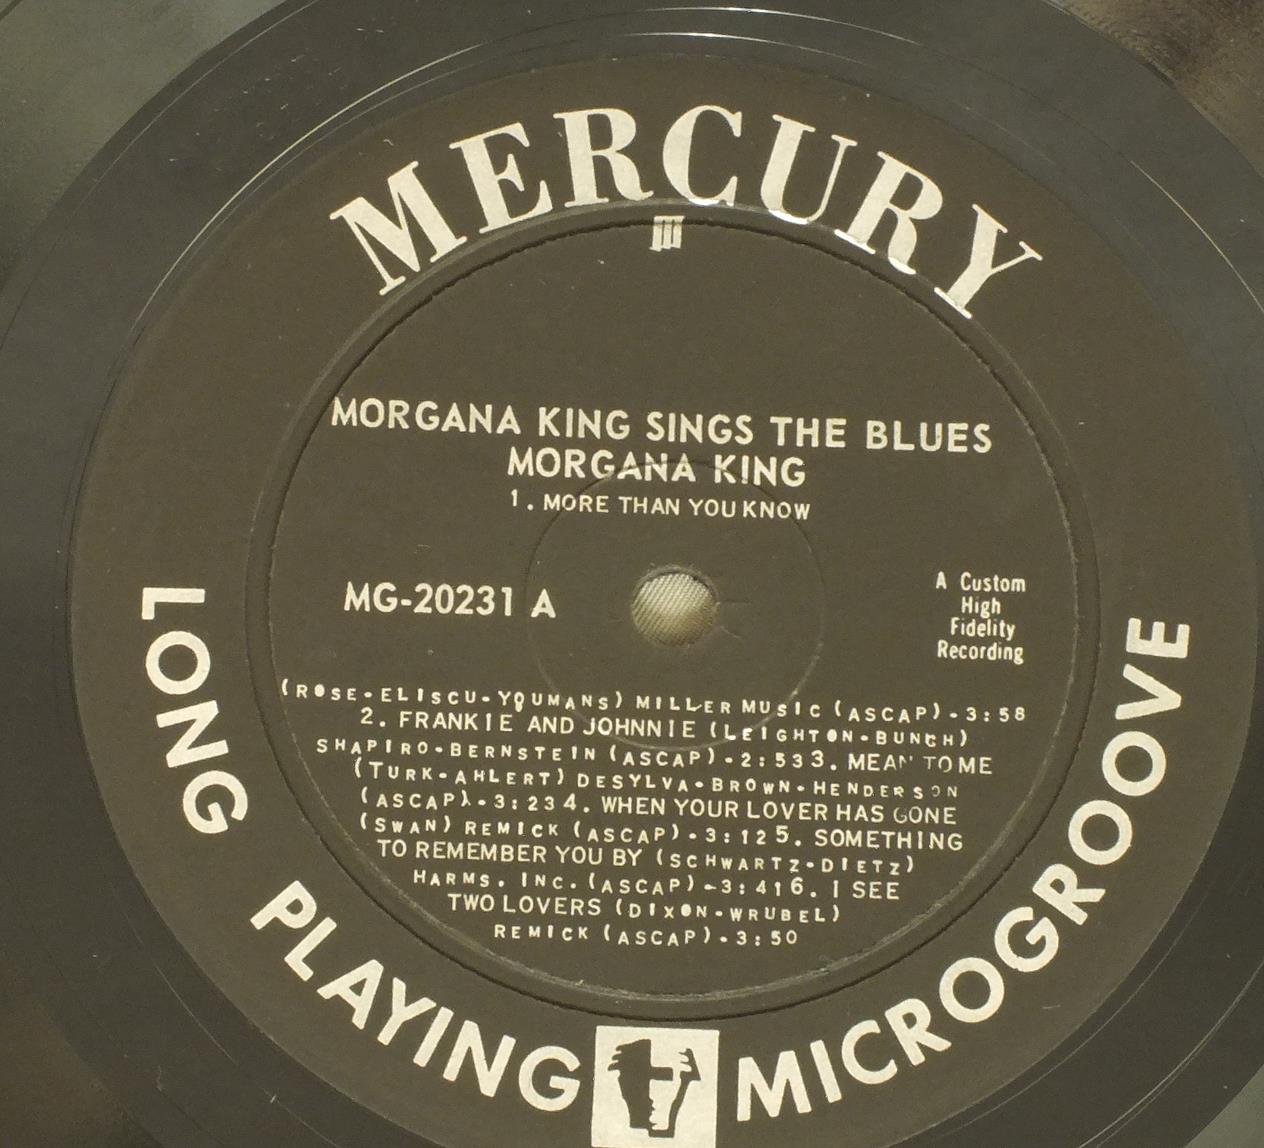 MERCURY
MORGANA KING SINGS THE BLUES
MORGANA KING
1. MORE THAN YOU KNOW
MG-20231 A
A Custom
High
Fidelity
Recording
(ROSE-ELISCU-YOUMANS) MILLER MUSIC (ASCAP)-3:58
2. FRANKIE AND JOHNNIE (LEIGHTON-BUNCH)
SHAPIRO-BERNSTEIN (ASCAP)-2:53 3. MEAN TO ME
(TURK-AHLERT) DESYLVA-BROWN-HENDERSON
(ASCAP)-3:23 4. WHEN YOUR LOVER HAS GONE
(SWAN) REMICK (ASCAP)-3:12 5. SOMETHING
TO REMEMBER YOU BY (SCHWARTZ-DIETZ)
HARMS. INC. (ASCAP)-3:41 6. I SEE
TWO LOVERS (DIXON-WRUBEL)
REMICK (ASCAP)-3:50
LONG PLAYING MICROGROOVE